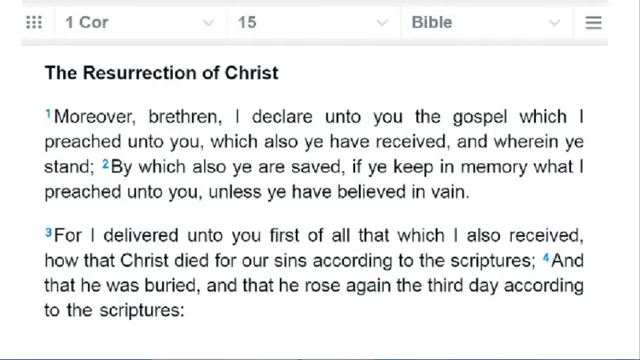 1 Cor 15 Bible
The Resurrection of Christ
1Moreover, brethren, I declare unto you the gospel which I
preached unto you, which also ye have received, and wherein ye
stand; 2By which also ye are saved, if ye keep in memory what I
preached unto you, unless ye have believed in vain.
3For I delivered unto you first of all that which I also received,
how that Christ died for our sins according to the scriptures; 4And
that he was buried, and that he rose again the third day according
to the scriptures: